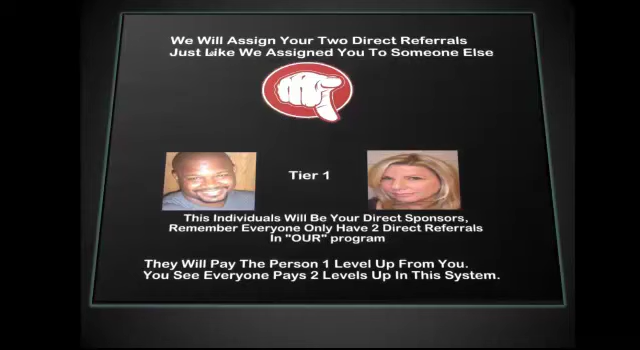 We Will Assign Your Two Direct Referrals
Just Like We Assigned You To Someone Else
Tier 1
This Individuals Will Be Your Direct Sponsors,
Remember Everyone Only Have 2 Direct Referrals
In "OUR" program
They Will Pay The Person 1 Level Up From You.
You See Everyone Pays 2 Levels Up In This System.